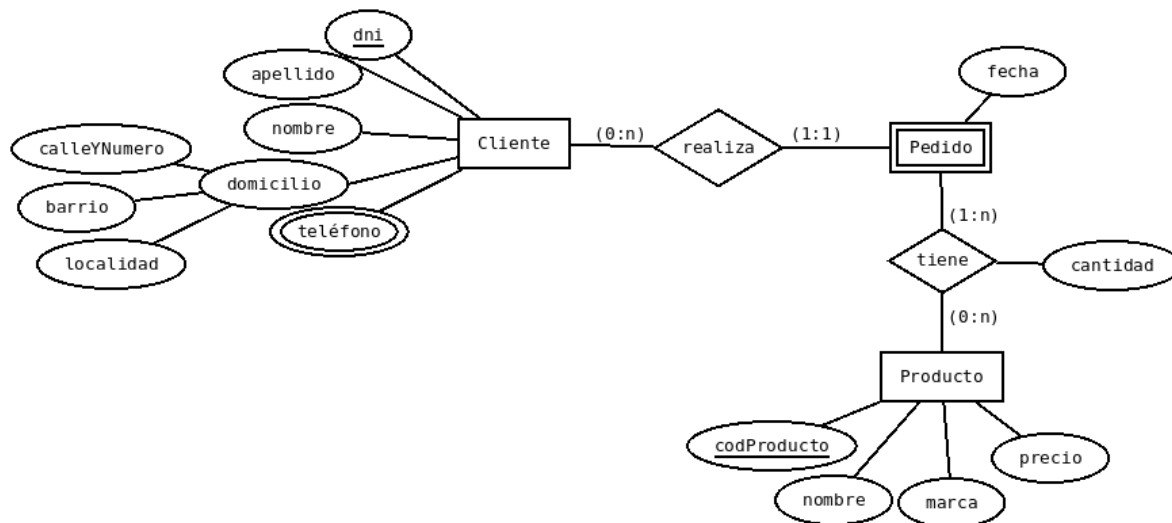 dni
apellido
nombre
calleYNumero
domicilio
barrio
teléfono
localidad
Cliente
(0:n)
realiza
(1:1)
Pedido
fecha
(1:n)
tiene
cantidad
(0:n)
Producto
codProducto
nombre
marca
precio